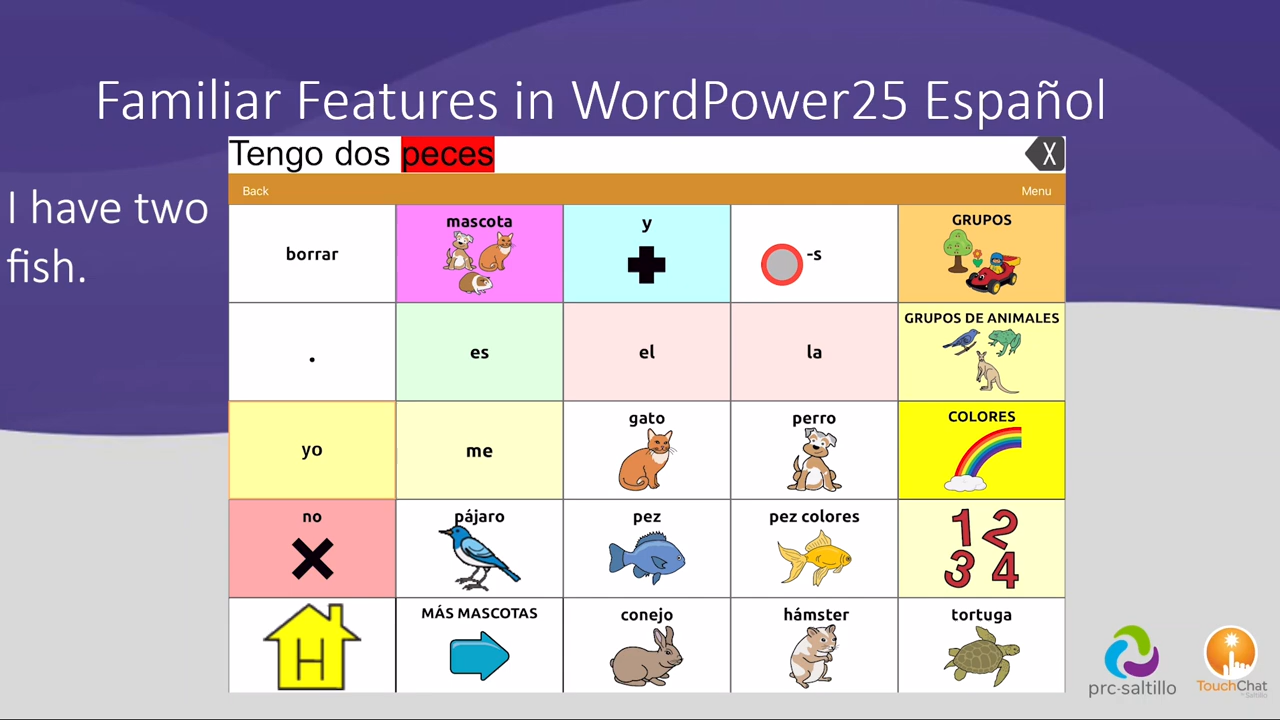 Familiar Features in WordPower25 Español
Tengo dos peces
X
I have two
fish.
Back
Menu
borrar
mascota
y
-s
GRUPOS
.
es
el
la
GRUPOS DE ANIMALES
yo
me
gato
perro
COLORES
no
pájaro
pez
pez colores
1 2
3 4
H
MÁS MASCOTAS
conejo
hámster
tortuga
prc-saltillo
TouchChat